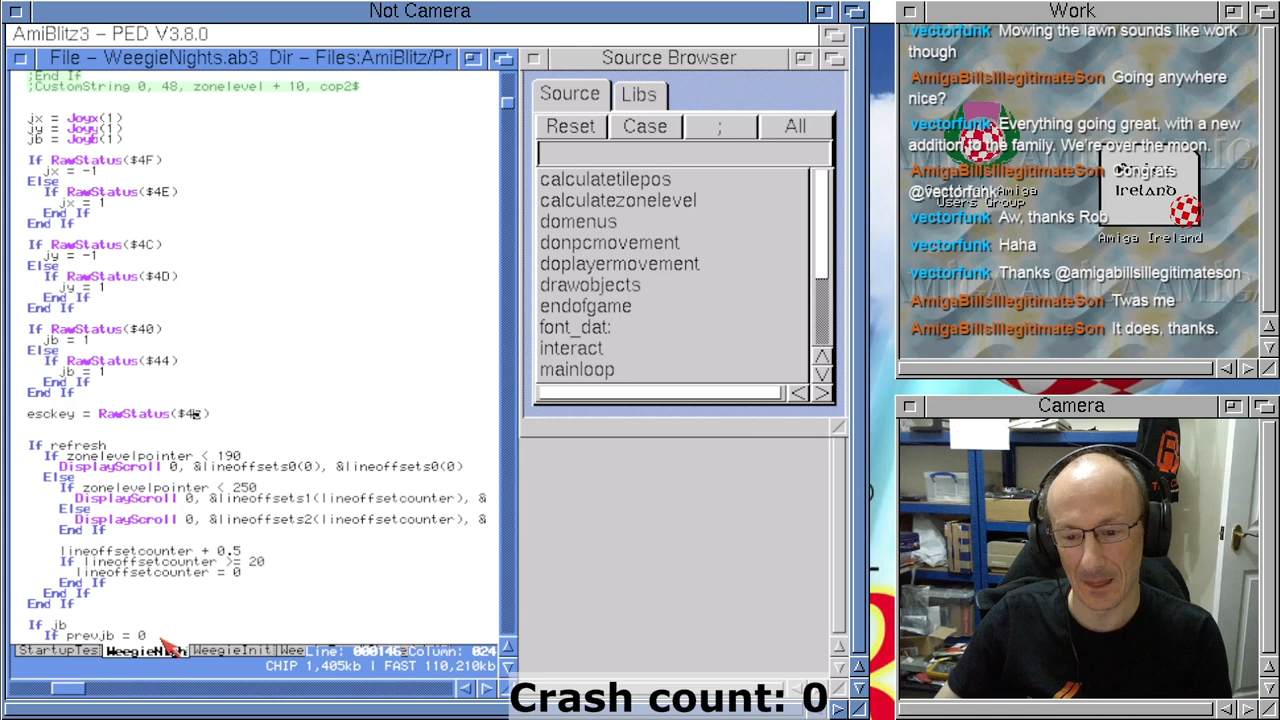 Not Camera
AmiBlitz3 – PED V3.8.0
File – WeegieNights.ab3 Dir – Files:AmiBlitz/Pr
;End If
;CustomString 0, 48, zonelevel + 10, cop2$
jx = Joyx(1)
jy = Joyy(1)
jb = Joyb(1)
If RawStatus($4F)
jx = -1
Else
If RawStatus($4E)
jx = 1
End If
End If
If RawStatus($4C)
jy = -1
Else
If RawStatus($4D)
jy = 1
End If
End If
If RawStatus($40)
jb = 1
Else
If RawStatus($44)
jb = 1
End If
End If
esckey = RawStatus($4
If refresh
If zonelevelpointer < 190
DisplayScroll 0, &lineoffsets0(0), &lineoffsets0(0)
Else
If zonelevelpointer < 250
DisplayScroll 0, &lineoffsets1(lineoffsetcounter), &
Else
DisplayScroll 0, &lineoffsets2(lineoffsetcounter), &
End If
lineoffsetcounter + 0.5
If lineoffsetcounter >= 20
lineoffsetcounter = 0
End If
End If
End If
If jb
If prevjb = 0
StartupTes WeegieNigh WeegieInit Wee Line: 000146 Column: 024
CHIP 1,405kb | FAST 110,210kb
Source Browser
Source Libs
Reset Case ; All
calculatetilepos
calculatezonelevel
domenus
donpcmovement
doplayermovement
drawobjects
endofgame
font_dat:
interact
mainloop
Crash count: 0
Work
vectorfunk Mowing the lawn sounds like work
though
AmigaBillsIllegitimateSon Going anywhere
nice?
vectorfunk Everything going great, with a new
addition to the family. We're over the moon.
AmigaBillsIllegitimateSon Congrats
@vectorfunk
vectorfunk Aw, thanks Rob
vectorfunk Haha
vectorfunk Thanks @amigabillsillegitimateson
AmigaBillsIllegitimateSon Twas me
AmigaBillsIllegitimateSon It does, thanks.
Amiga
Users Group
Ireland
Amiga Ireland
Camera